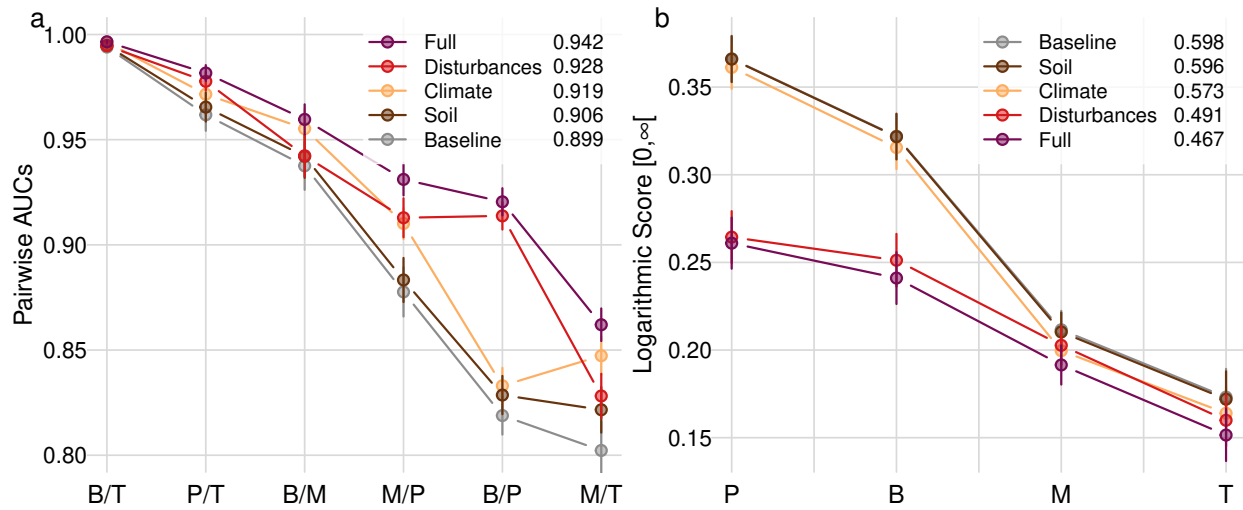 a
Pairwise AUCs
1.00
0.95
0.90
0.85
0.80
B/T P/T B/M M/P B/P M/T
Full 0.942
Disturbances 0.928
Climate 0.919
Soil 0.906
Baseline 0.899
b
Logarithmic Score [0,∞[
0.35
0.30
0.25
0.20
0.15
P B M T
Baseline 0.598
Soil 0.596
Climate 0.573
Disturbances 0.491
Full 0.467